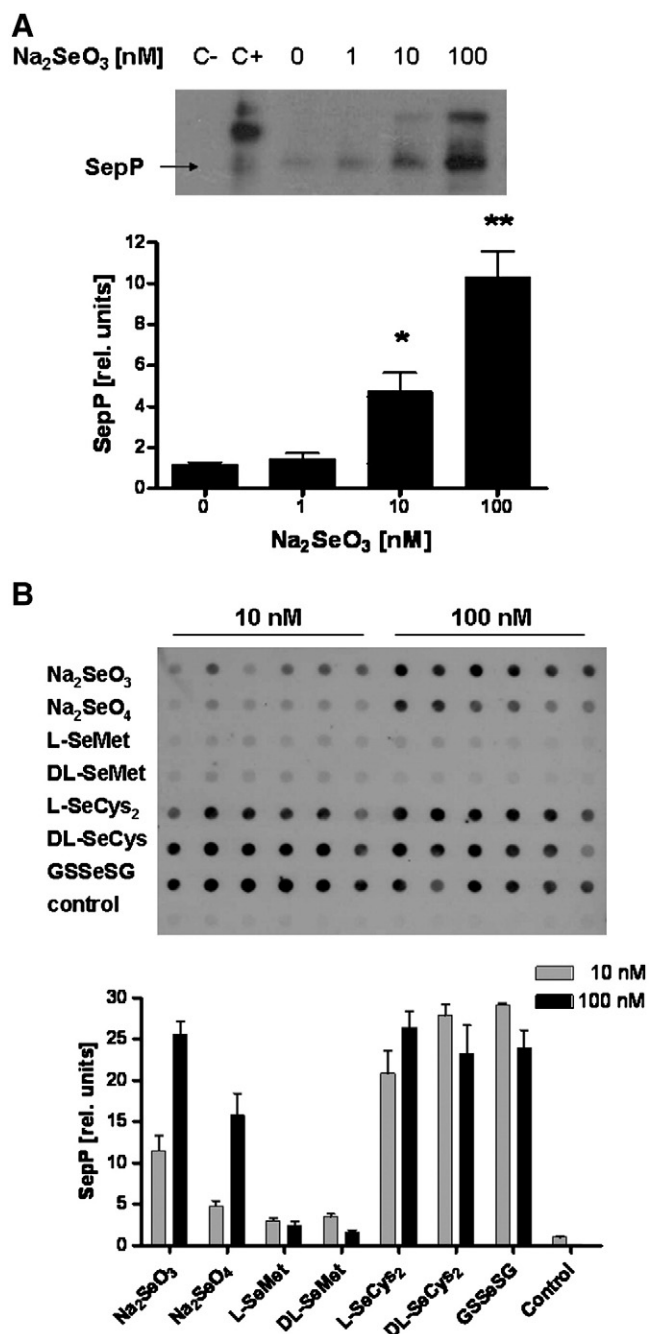 A
Na₂SeO₃ [nM] C- C+ 0 1 10 100
SepP
**
*
12
10
8
6
4
2
0
SepP [rel. units]
0 1 10 100
Na₂SeO₃ [nM]
B
10 nM 100 nM
Na₂SeO₃
Na₂SeO₄
L-SeMet
DL-SeMet
L-SeCys₂
DL-SeCys
GSSeSG
control
10 nM
100 nM
30
25
20
15
10
5
0
SepP [rel. units]
Na₂SeO₃ Na₂SeO₄ L-SeMet DL-SeMet L-SeCys₂ DL-SeCys₂ GSSeSG Control